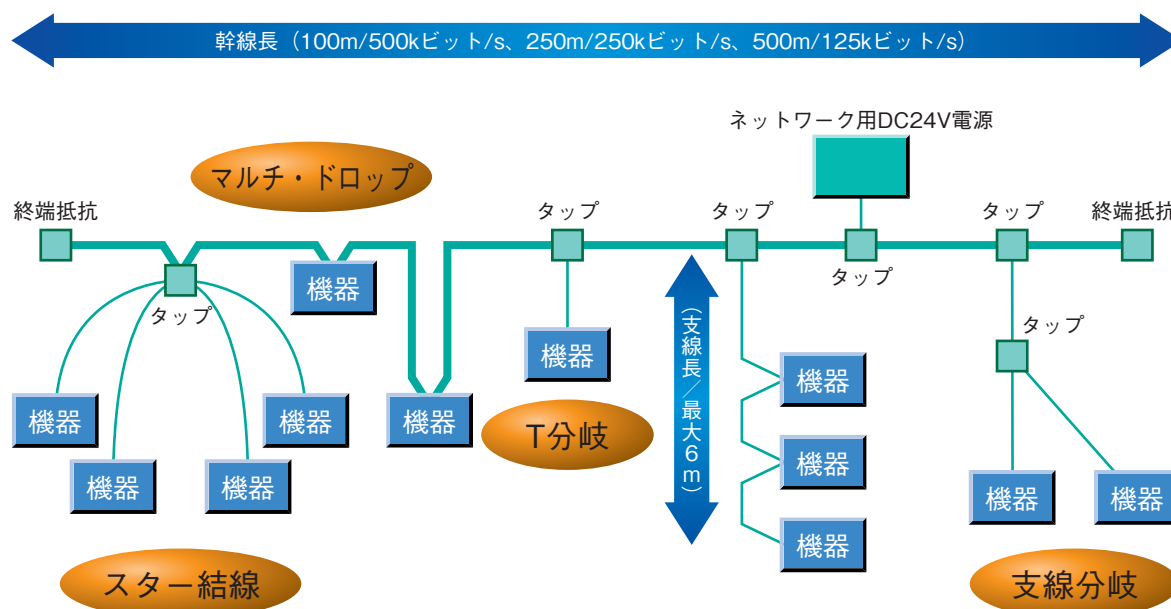 幹線長（100m/500kビット/s、250m/250kビット/s、500m/125kビット/s）
ネットワーク用DC24V電源
マルチ・ドロップ
終端抵抗
タップ
タップ
タップ
終端抵抗
機器
タップ
タップ
（支線長／最大6m）
タップ
機器
機器
機器
機器
機器
T分岐
機器
機器
機器
機器
機器
機器
機器
スター結線
支線分岐